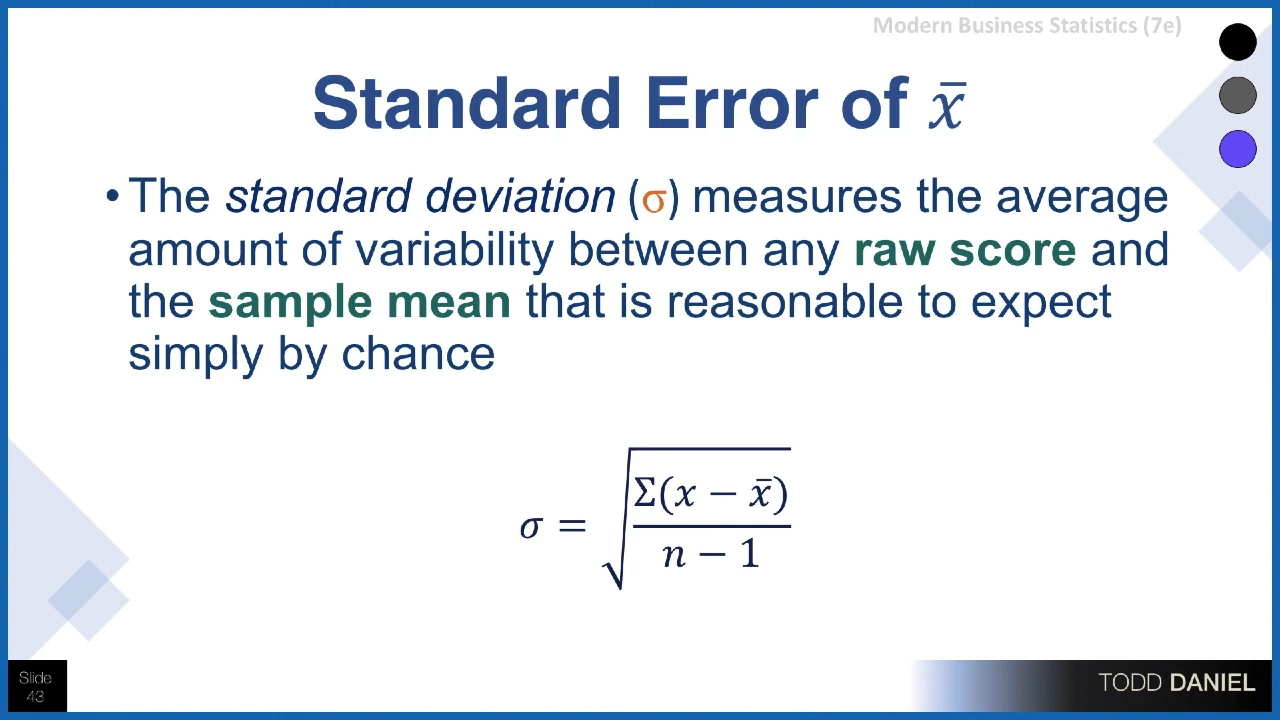 Modern Business Statistics (7e)
Standard Error of x̄
• The standard deviation (σ) measures the average
amount of variability between any raw score and
the sample mean that is reasonable to expect
simply by chance
σ = √(Σ(x − x̄) / (n − 1))
Slide
43
TODD DANIEL